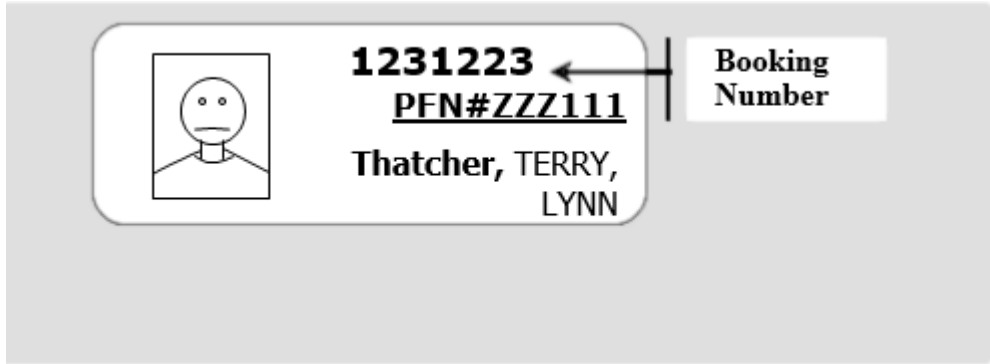 1231223
PFN#ZZZ111
Thatcher, TERRY,
LYNN
Booking
Number